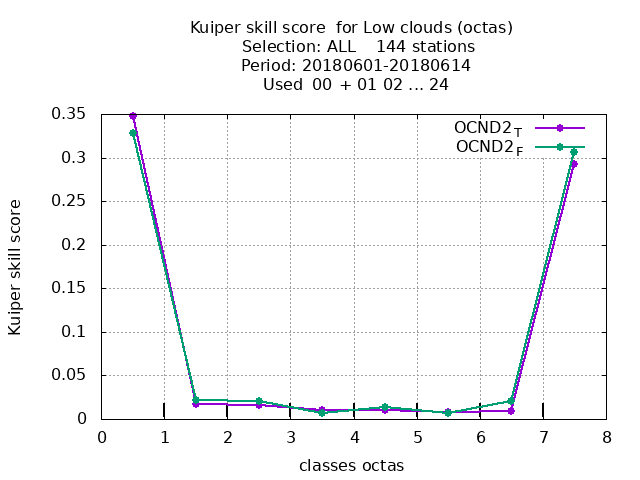 Kuiper skill score  for Low clouds (octas)
Selection: ALL    144 stations
Period: 20180601-20180614
Used  00 + 01 02 ... 24
OCND2T
OCND2F
Kuiper skill score
0.35
0.3
0.25
0.2
0.15
0.1
0.05
0
0 1 2 3 4 5 6 7 8
classes octas